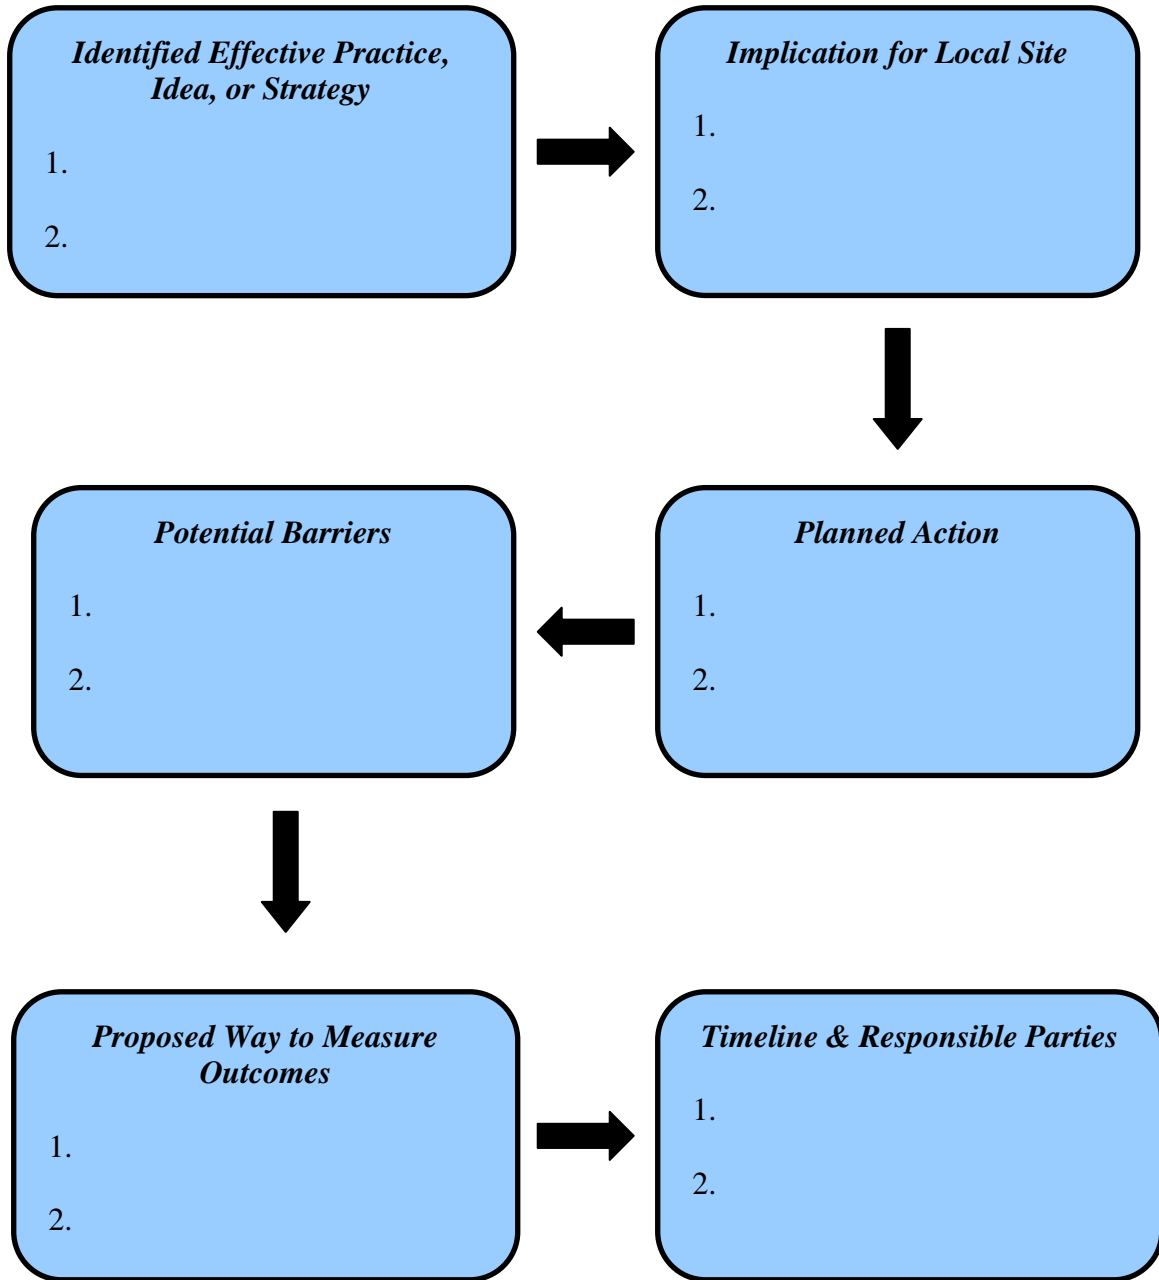 Identified Effective Practice,
Idea, or Strategy
1.
2.
Implication for Local Site
1.
2.
Potential Barriers
1.
2.
Planned Action
1.
2.
Proposed Way to Measure
Outcomes
1.
2.
Timeline & Responsible Parties
1.
2.